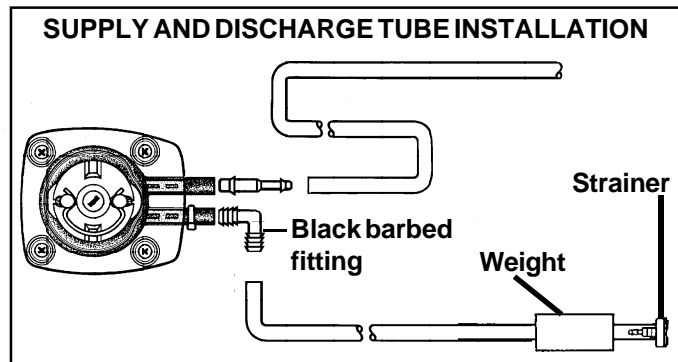 SUPPLY AND DISCHARGE TUBE INSTALLATION
Strainer
Black barbed
fitting
Weight